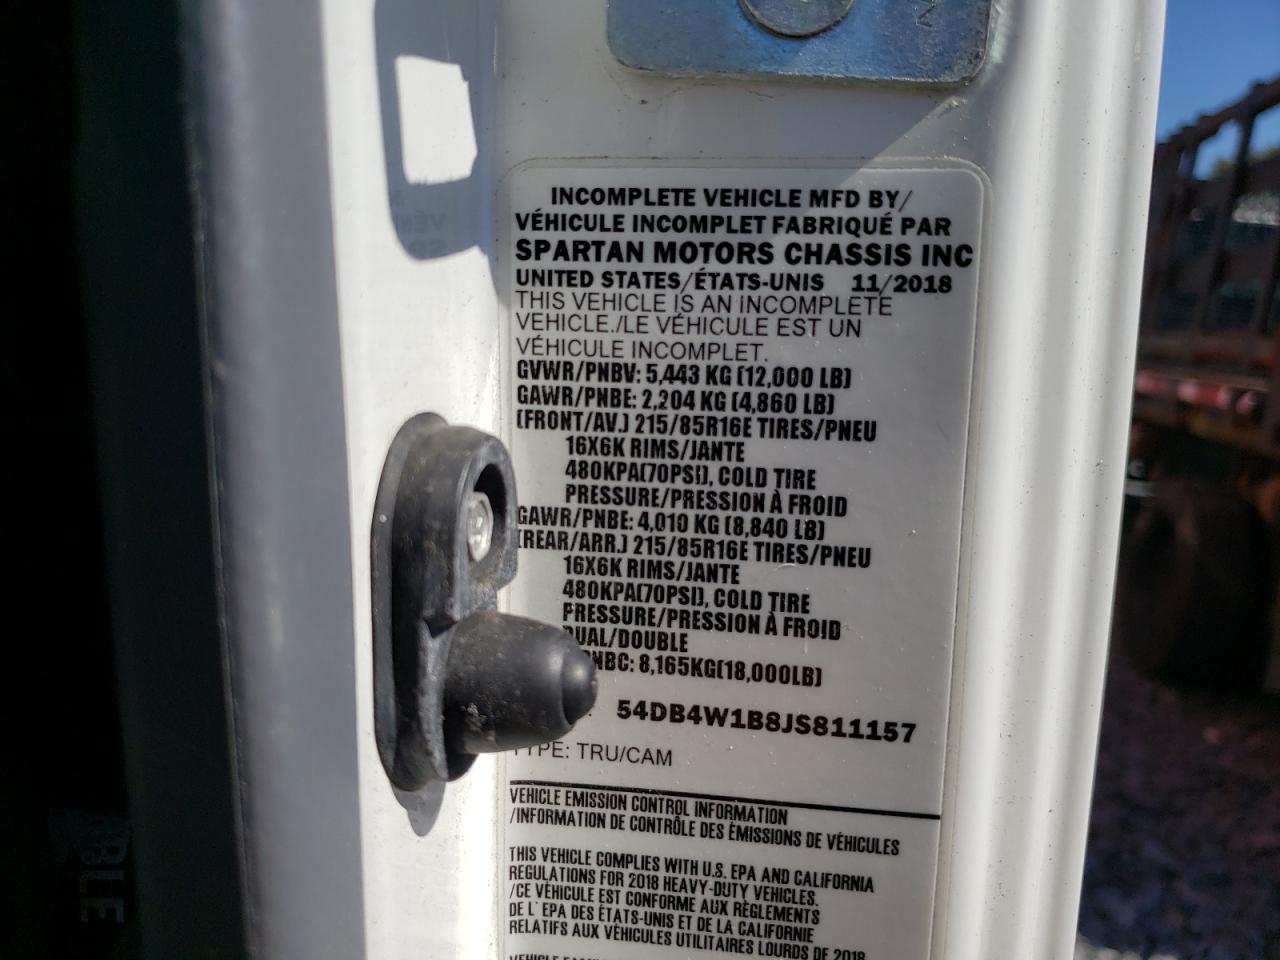 INCOMPLETE VEHICLE MFD BY/
VÉHICULE INCOMPLET FABRIQUÉ PAR
SPARTAN MOTORS CHASSIS INC
UNITED STATES/ÉTATS-UNIS 11/2018
THIS VEHICLE IS AN INCOMPLETE
VEHICLE./LE VÉHICULE EST UN
VÉHICULE INCOMPLET.
GVWR/PNBV: 5,443 KG (12,000 LB)
GAWR/PNBE: 2,204 KG (4,860 LB)
(FRONT/AV.) 215/85R16E TIRES/PNEU
16X6K RIMS/JANTE
480KPA(70PSI), COLD TIRE
PRESSURE/PRESSION À FROID
GAWR/PNBE: 4,010 KG (8,840 LB)
(REAR/ARR.) 215/85R16E TIRES/PNEU
16X6K RIMS/JANTE
480KPA(70PSI), COLD TIRE
PRESSURE/PRESSION À FROID
DUAL/DOUBLE
8,165KG(18,000LB)
54DB4W1B8JS811157
TYPE: TRU/CAM
VEHICLE EMISSION CONTROL INFORMATION
/INFORMATION DE CONTRÔLE DES ÉMISSIONS DE VÉHICULES
THIS VEHICLE COMPLIES WITH U.S. EPA AND CALIFORNIA
REGULATIONS FOR 2018 HEAVY-DUTY VEHICLES.
/CE VÉHICULE EST CONFORME AUX RÈGLEMENTS
DE L'EPA DES ÉTATS-UNIS ET DE LA CALIFORNIE
RELATIFS AUX VÉHICULES UTILITAIRES LOURDS DE 2018